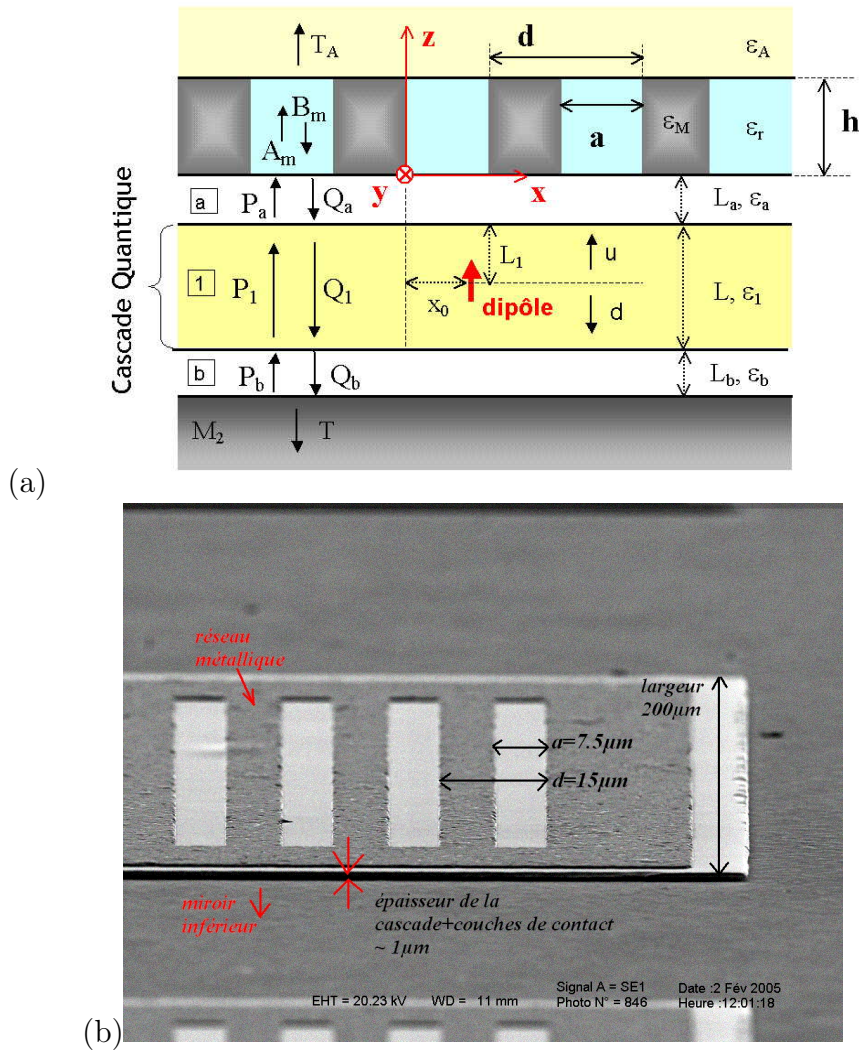 T_A
z
d
ε_A
B_m
A_m
ε_M
ε_r
h
a
y
x
Cascade Quantique
a
P_a
Q_a
L_a, ε_a
1
P_1
Q_1
L_1
u
x_0
dipôle
d
L, ε_1
b
P_b
Q_b
L_b, ε_b
M_2
T
(a)
réseau
métallique
largeur
200µm
a=7.5µm
d=15µm
miroir
inférieur
épaisseur de la
cascade+couches de contact
~ 1µm
EHT = 20.23 kV
WD = 11 mm
Signal A = SE1
Photo N° = 846
Date :2 Fév 2005
Heure :12:01:18
(b)